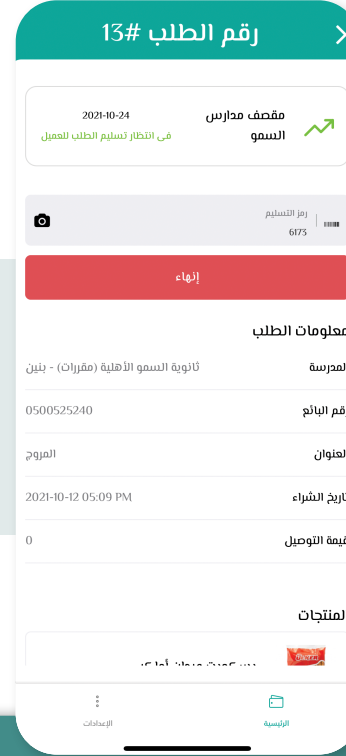 رقم الطلب #13
مقصف مدارس
السمو
2021-10-24
في انتظار تسليم الطلب للعميل
رمز التسليم
6173
إنهاء
معلومات الطلب
المدرسة
ثانوية السمو الأهلية (مقررات) - بنين
رقم البائع
0500525240
العنوان
المروج
تاريخ الشراء
2021-10-12 05:09 PM
قيمة التوصيل
0
المنتجات
الرئيسية
الإعدادات